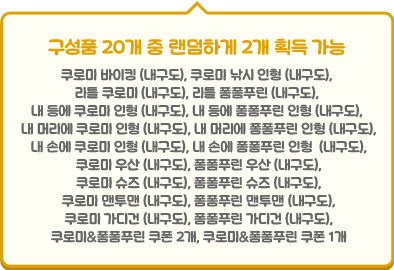 구성품 20개 중 랜덤하게 2개 획득 가능
쿠로미 바이킹 (내구도), 쿠로미 낚시 인형 (내구도),
리틀 쿠로미 (내구도), 리틀 폼폼푸린 (내구도),
내 등에 쿠로미 인형 (내구도), 내 등에 폼폼푸린 인형 (내구도),
내 머리에 쿠로미 인형 (내구도), 내 머리에 폼폼푸린 인형 (내구도),
내 손에 쿠로미 인형 (내구도), 내 손에 폼폼푸린 인형 (내구도),
쿠로미 우산 (내구도), 폼폼푸린 우산 (내구도),
쿠로미 슈즈 (내구도), 폼폼푸린 슈즈 (내구도),
쿠로미 맨투맨 (내구도), 폼폼푸린 맨투맨 (내구도),
쿠로미 가디건 (내구도), 폼폼푸린 가디건 (내구도),
쿠로미&폼폼푸린 쿠폰 2개, 쿠로미&폼폼푸린 쿠폰 1개